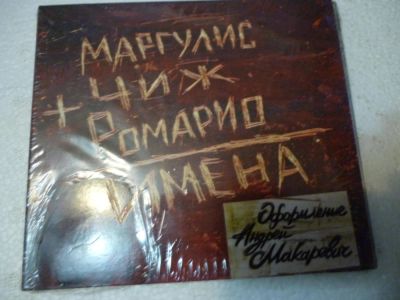 МАРГУЛИС
+ ЧИЖ
РОМАРИО
ИМЕНА
Оформление
Андрей
Макаревич